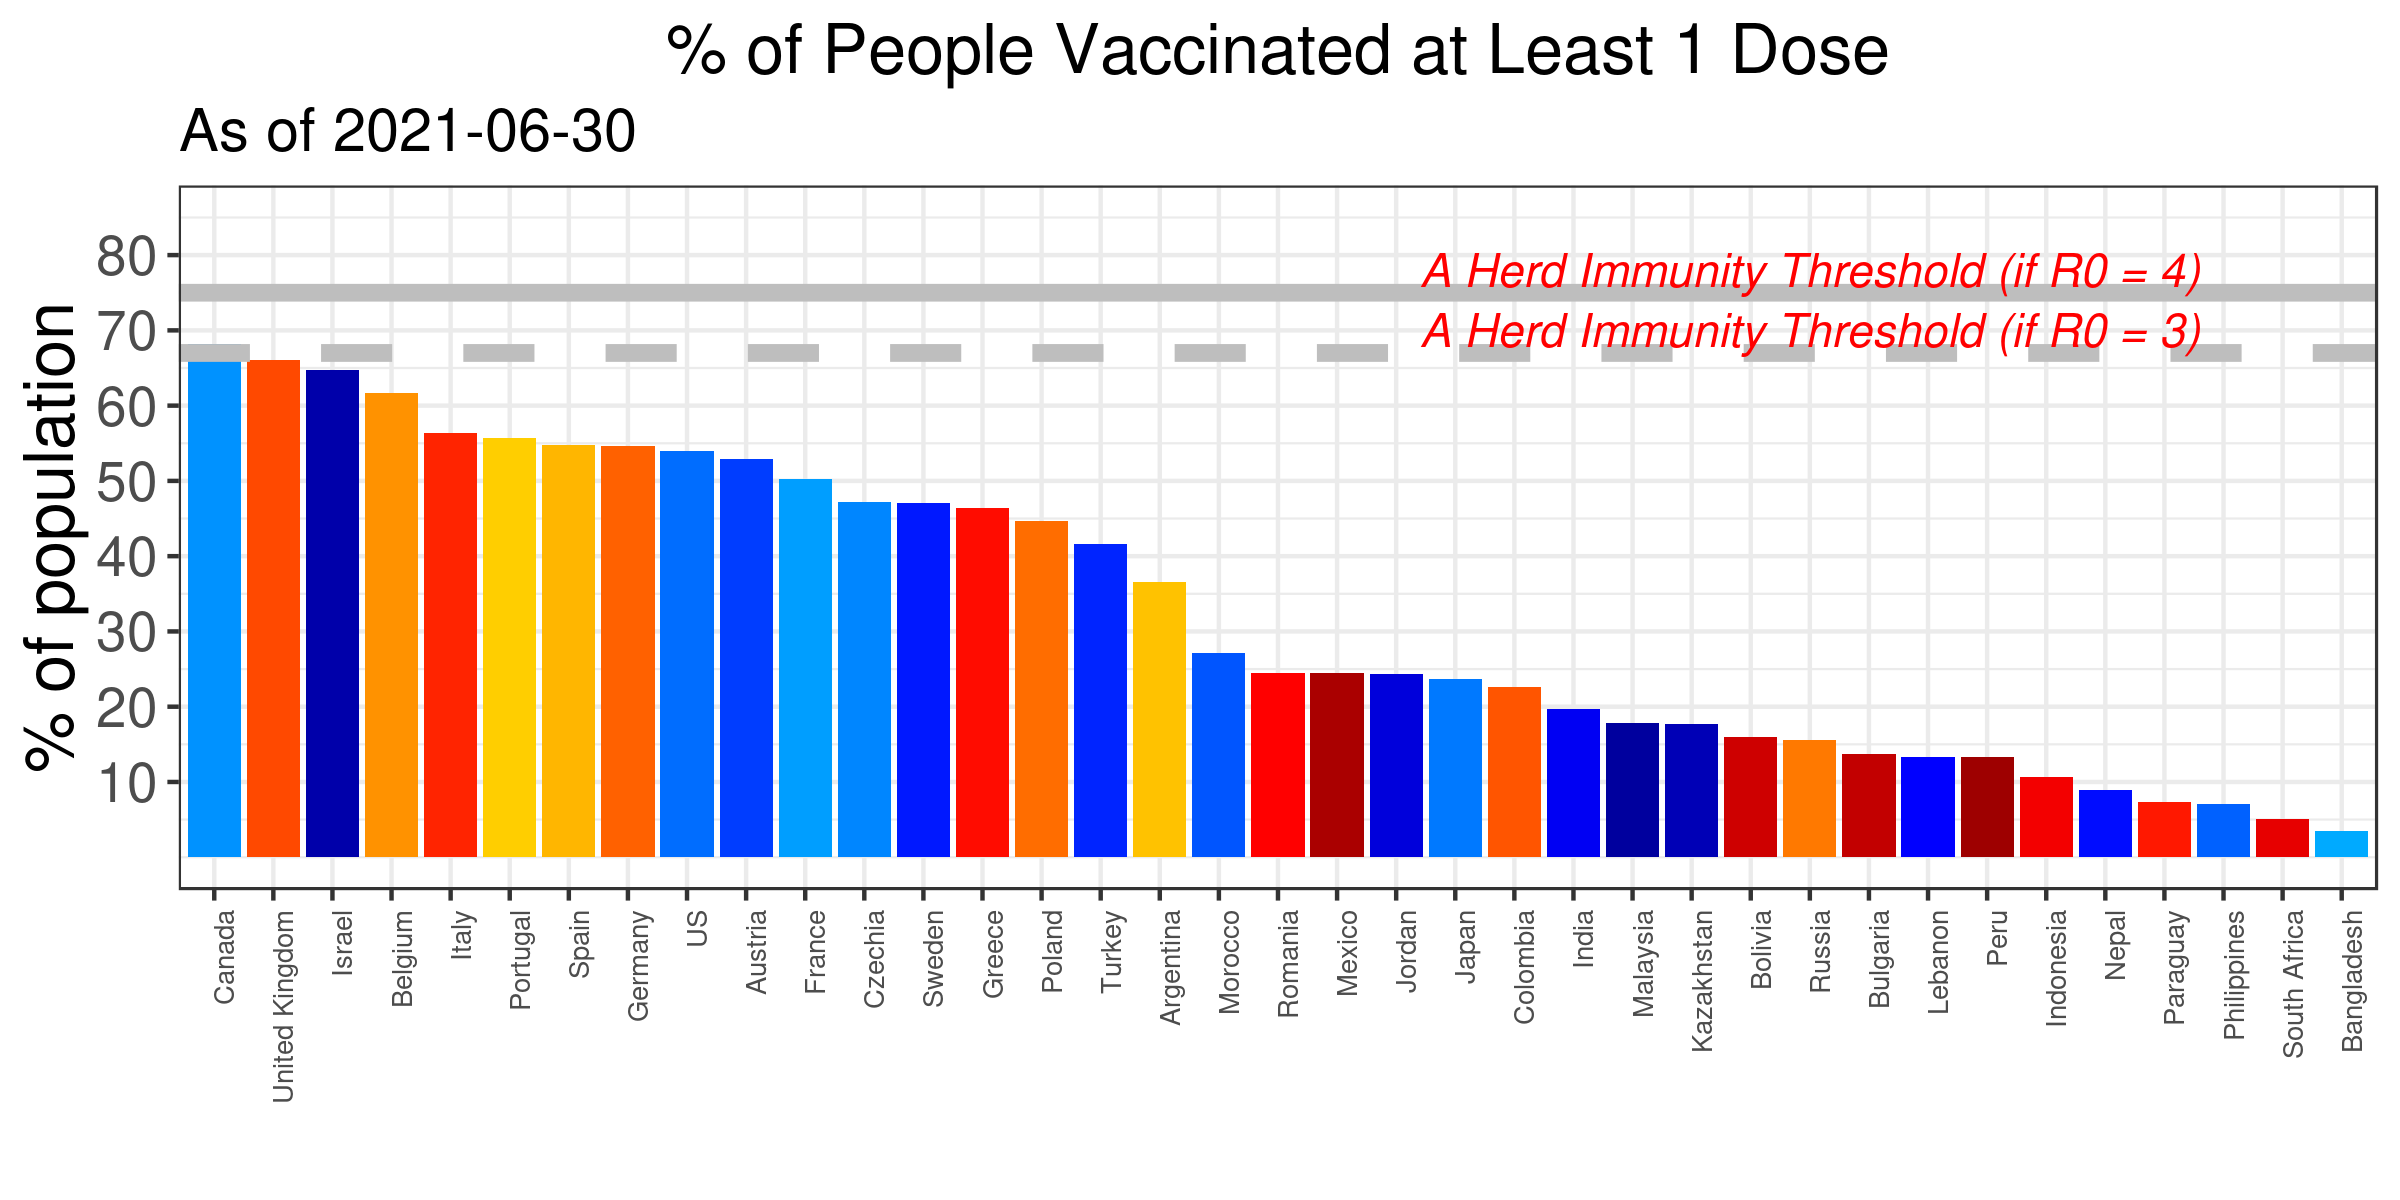 % of People Vaccinated at Least 1 Dose
As of 2021-06-30
% of population
80
70
60
50
40
30
20
10
A Herd Immunity Threshold (if R0 = 4)
A Herd Immunity Threshold (if R0 = 3)
Canada
United Kingdom
Israel
Belgium
Italy
Portugal
Spain
Germany
US
Austria
France
Czechia
Sweden
Greece
Poland
Turkey
Argentina
Morocco
Romania
Mexico
Jordan
Japan
Colombia
India
Malaysia
Kazakhstan
Bolivia
Russia
Bulgaria
Lebanon
Peru
Indonesia
Nepal
Paraguay
Philippines
South Africa
Bangladesh